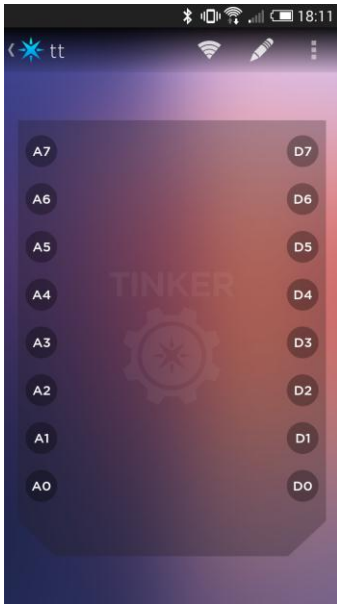 18:11
tt
A7 D7
A6 D6
A5 D5
TINKER
A4 D4
A3 D3
A2 D2
A1 D1
A0 D0